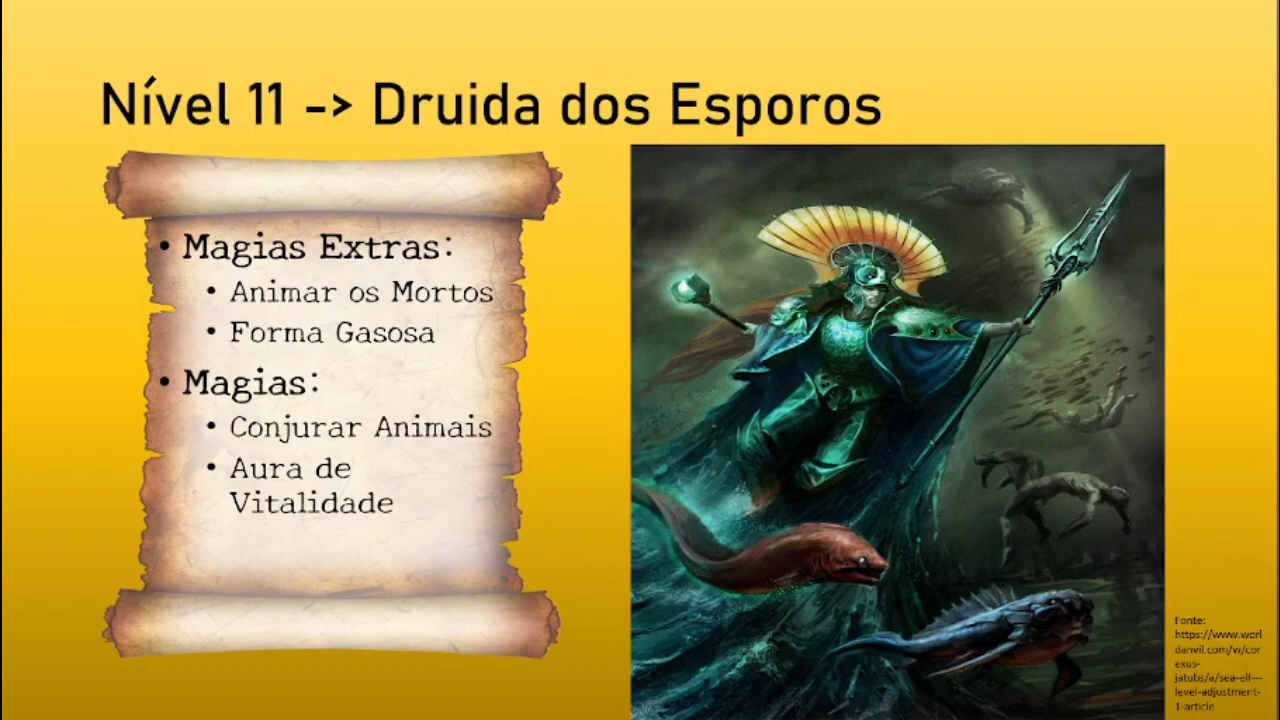 Nível 11 -> Druida dos Esporos
• Magias Extras:
• Animar os Mortos
• Forma Gasosa
• Magias:
• Conjurar Animais
• Aura de
Vitalidade
Fonte:
https://www.worl
danvil.com/w/cor
exus-
jatubs/a/sea-elf---
level-adjustment-
1-article